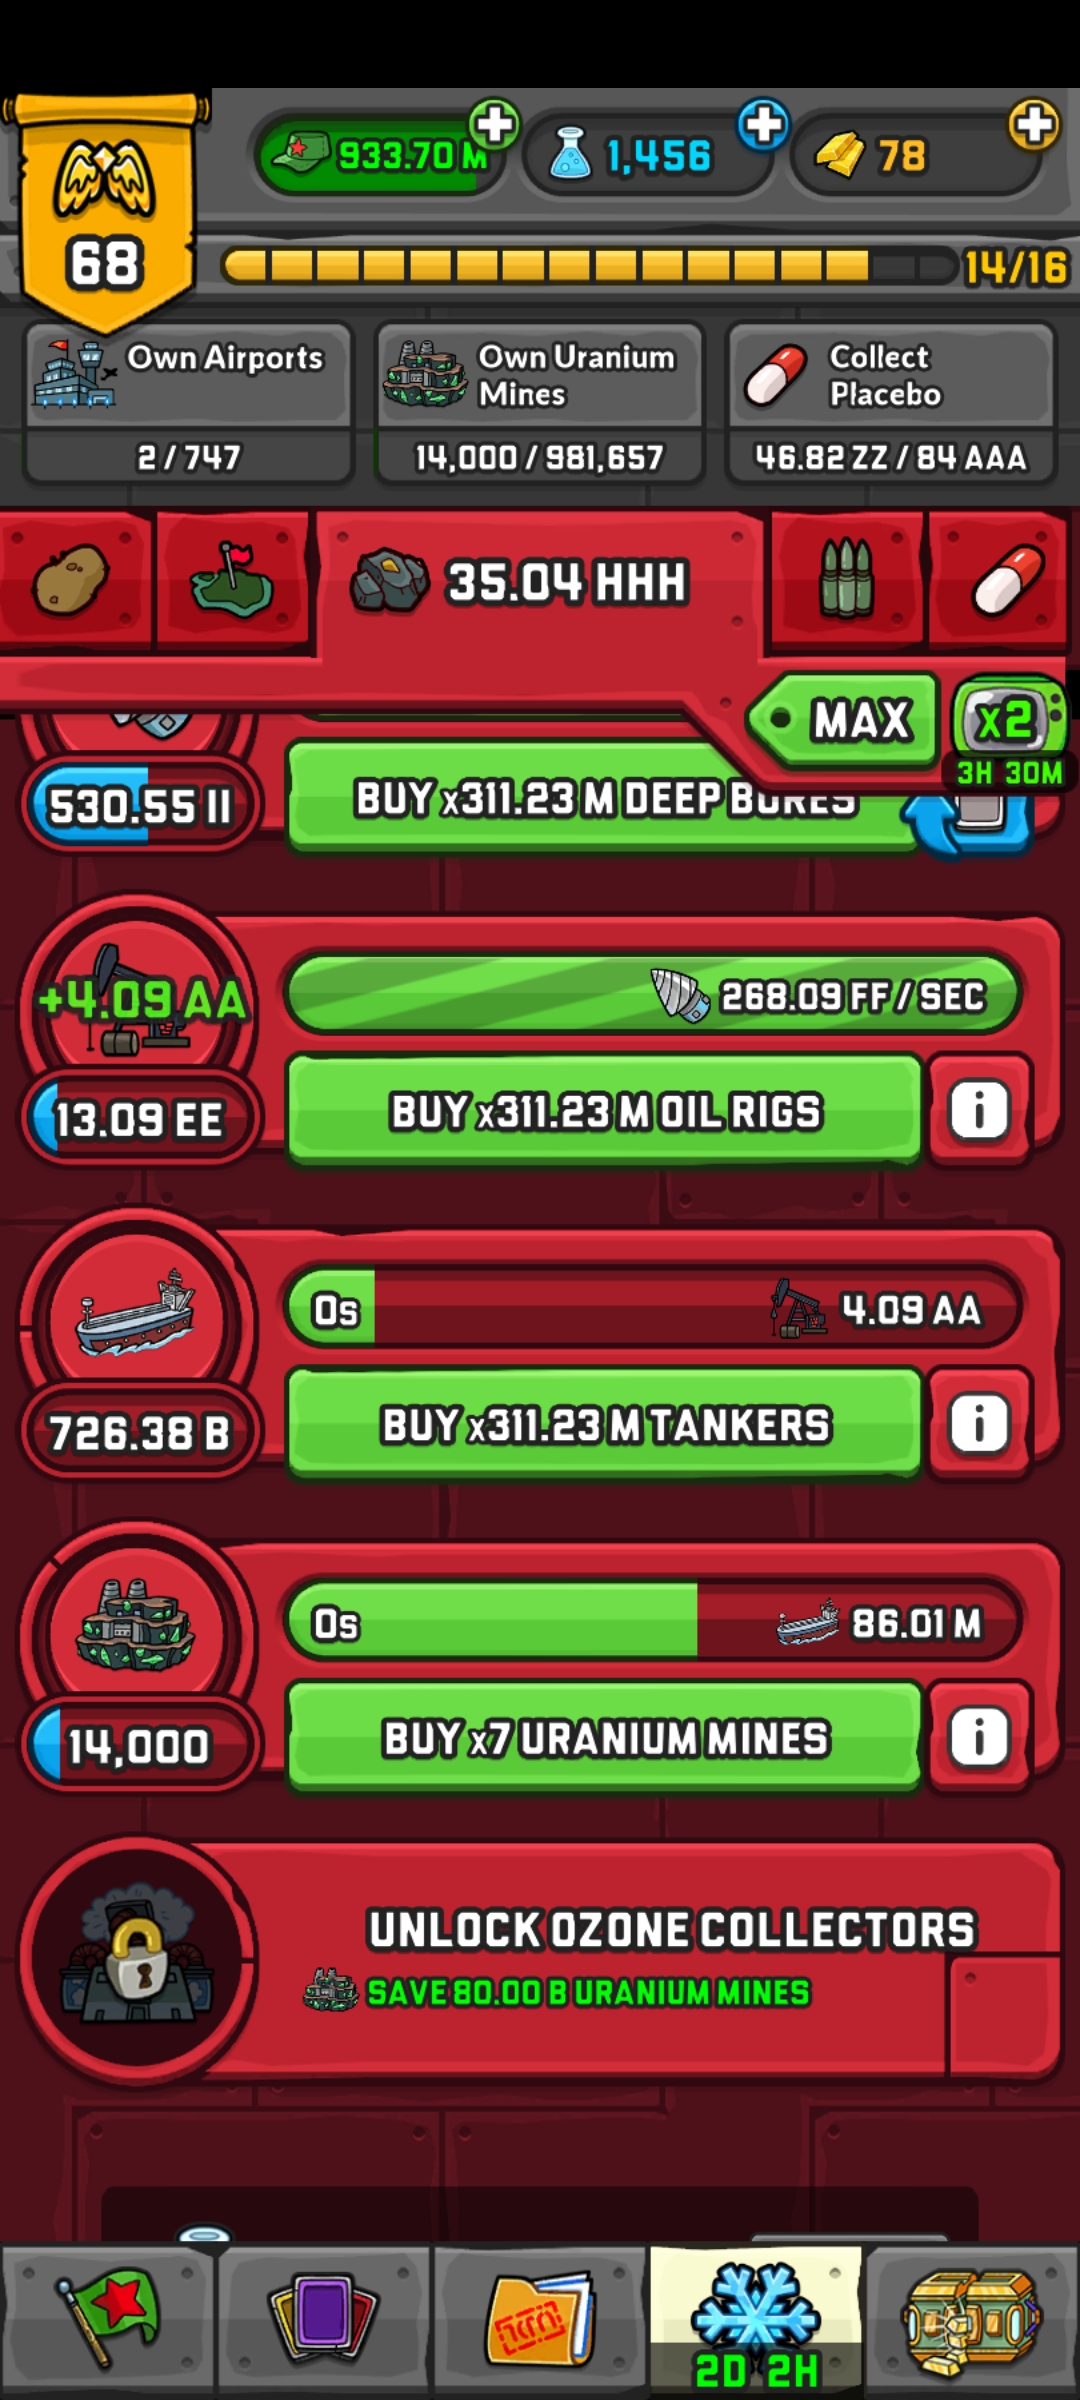 933.70 M
1,456
78
68
14/16
Own Airports
2 / 747
Own Uranium
Mines
14,000 / 981,657
Collect
Placebo
46.82 ZZ / 84 AAA
35.04 HHH
MAX
x2
3H 30M
530.55 II
BUY x311.23 M DEEP BORES
+4.09 AA
268.09 FF / SEC
13.09 EE
BUY x311.23 M OIL RIGS
i
0s
4.09 AA
726.38 B
BUY x311.23 M TANKERS
i
0s
86.01 M
14,000
BUY x7 URANIUM MINES
i
UNLOCK OZONE COLLECTORS
SAVE 80.00 B URANIUM MINES
2D 2H